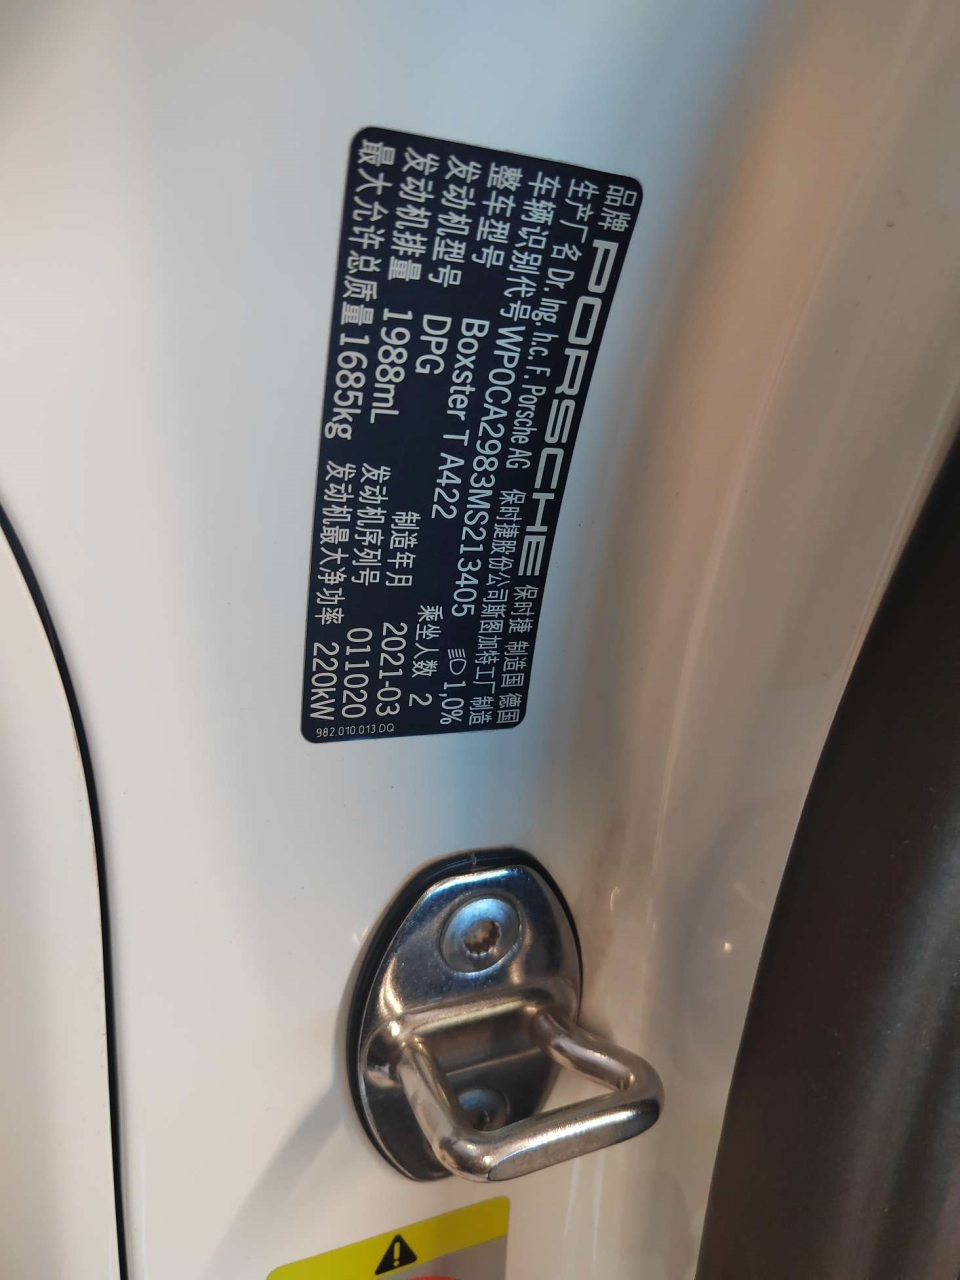 品牌 PORSCHE 保时捷 制造国 德国
生产厂名 Dr. Ing. h.c. F. Porsche AG 保时捷股份公司斯图加特工厂 制造
车辆识别代号 WP0CA2983MS213405 1,0%
整车型号 Boxster T A422 乘坐人数 2
发动机型号 DPG 制造年月 2021-03
发动机排量 1988mL 发动机序列号 011020
最大允许总质量 1685kg 发动机最大净功率 220kW
982.010.013.DQ